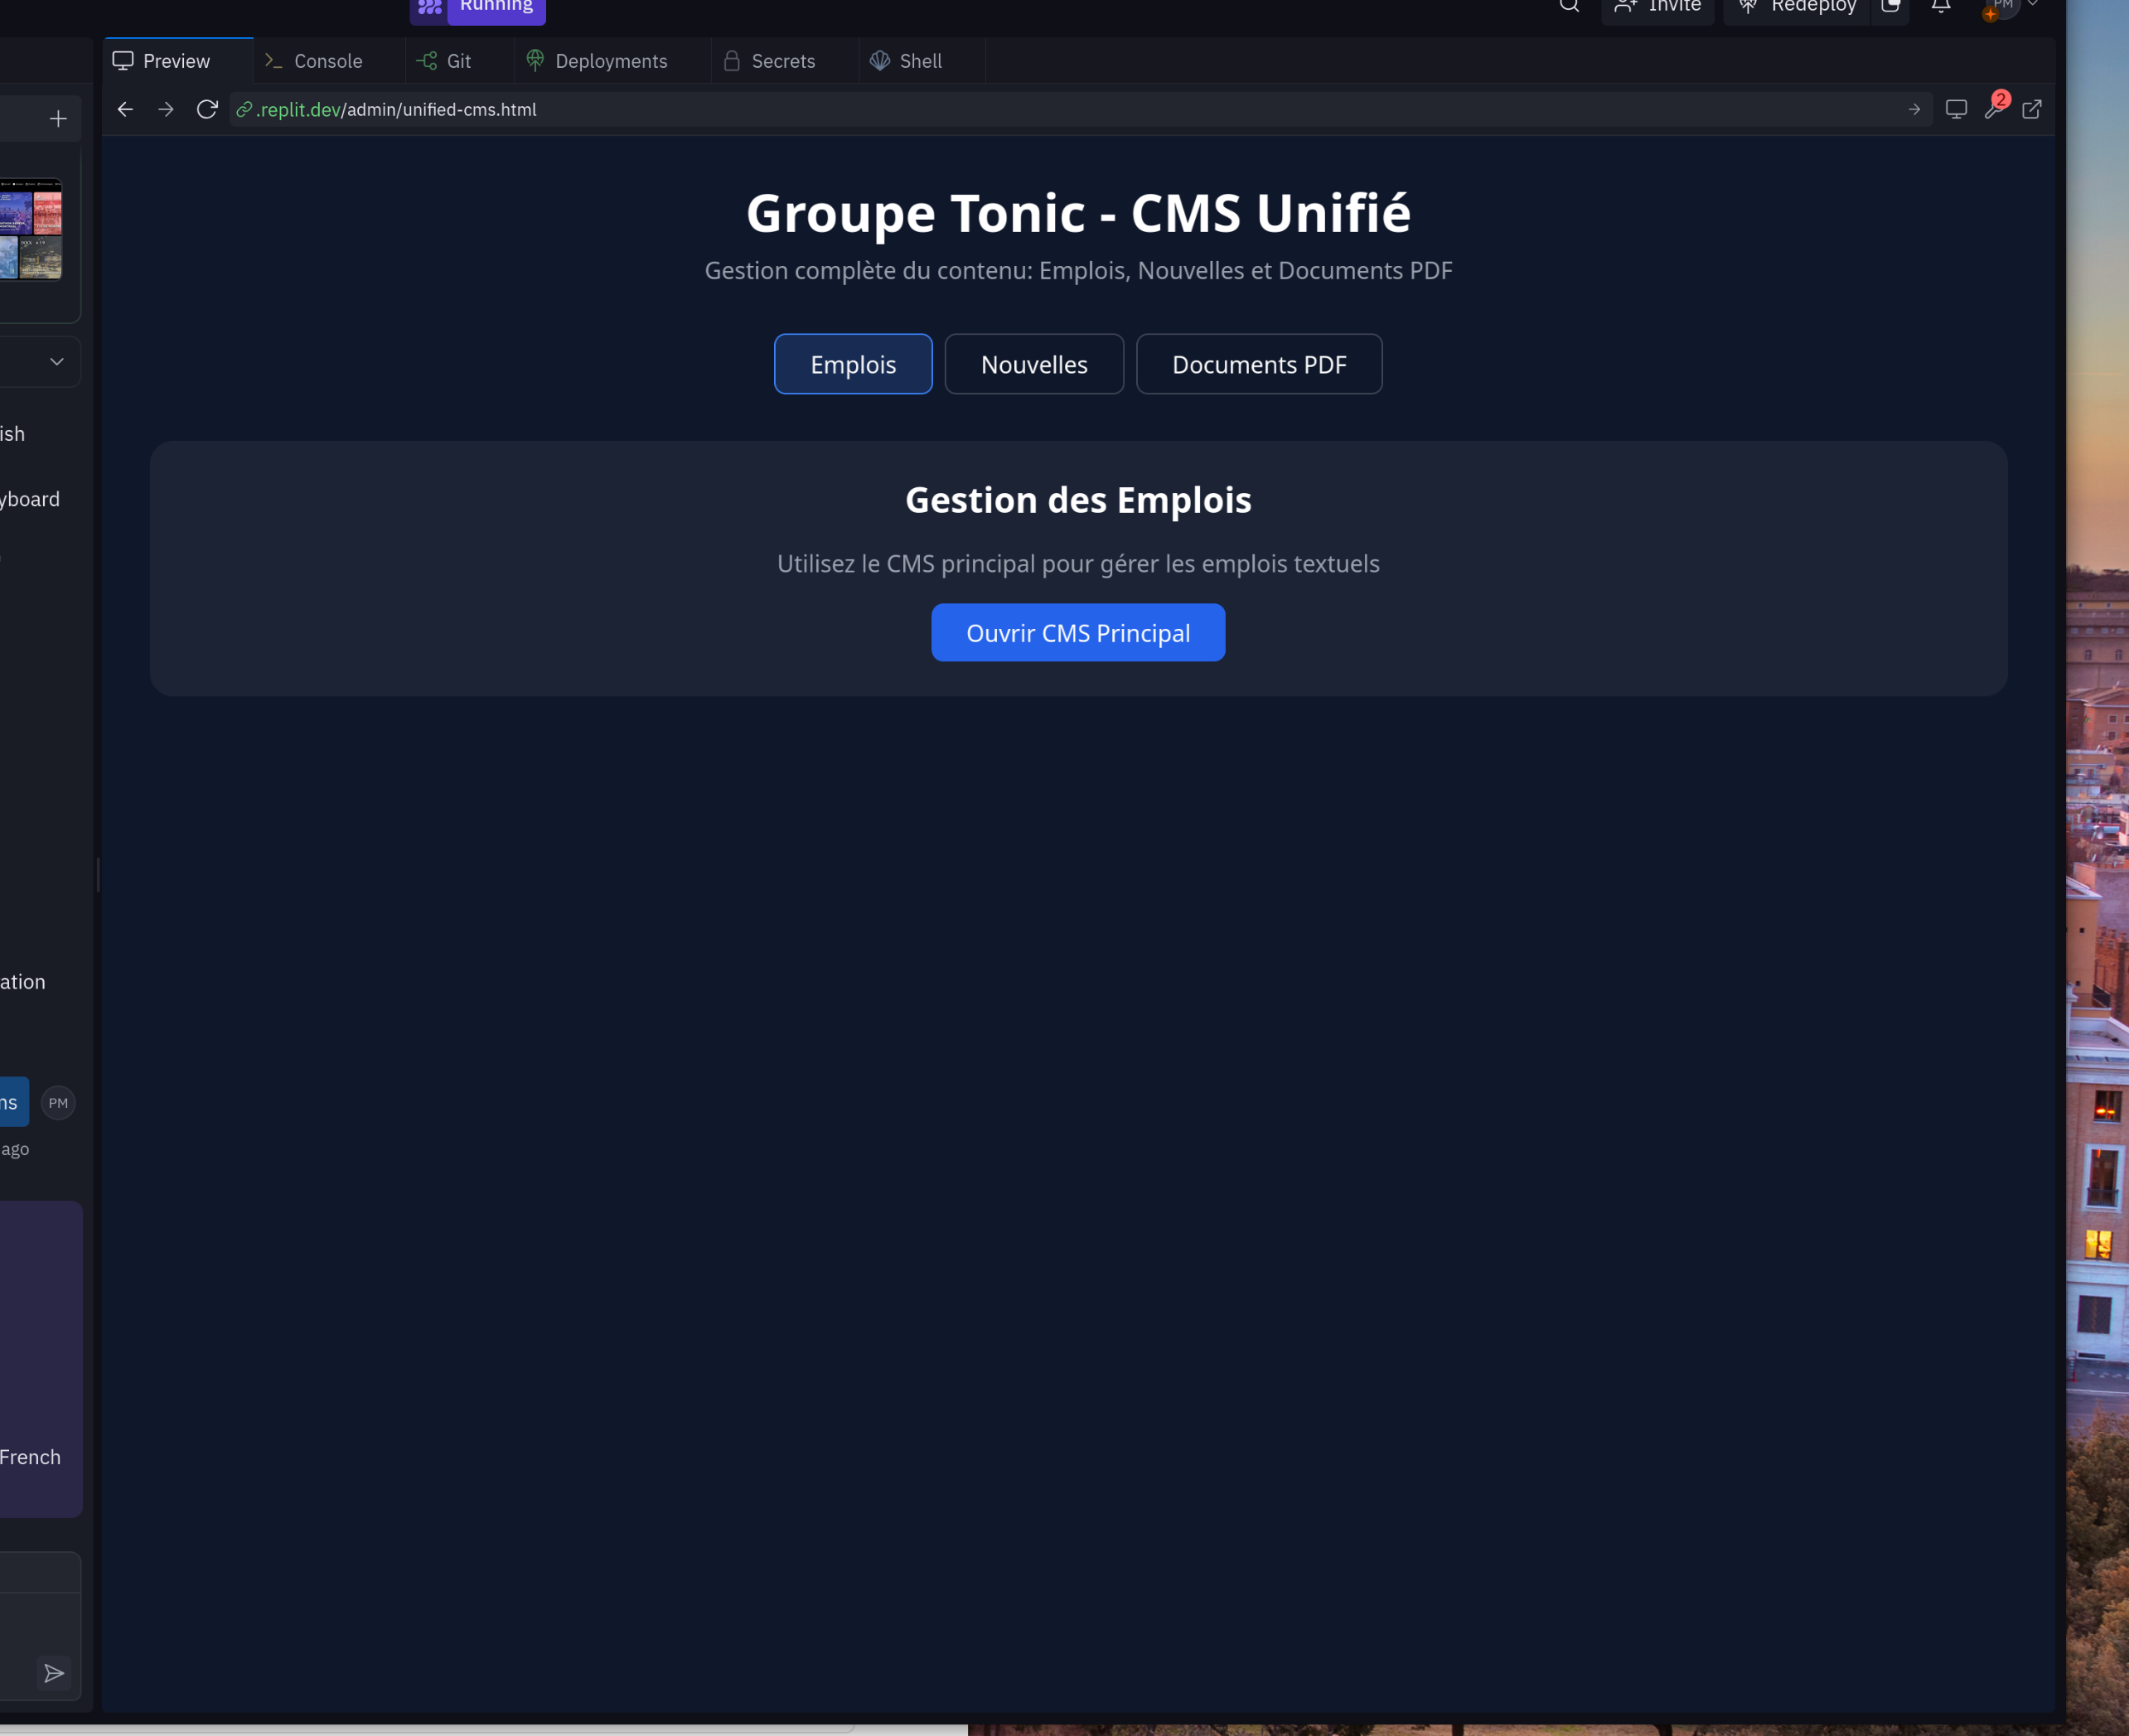 Running
Invite
Redeploy
PM
Preview
Console
Git
Deployments
Secrets
Shell
.replit.dev/admin/unified-cms.html
2
Groupe Tonic - CMS Unifié
Gestion complète du contenu: Emplois, Nouvelles et Documents PDF
Emplois
Nouvelles
Documents PDF
Gestion des Emplois
Utilisez le CMS principal pour gérer les emplois textuels
Ouvrir CMS Principal
ish
yboard
ation
ns
PM
ago
French